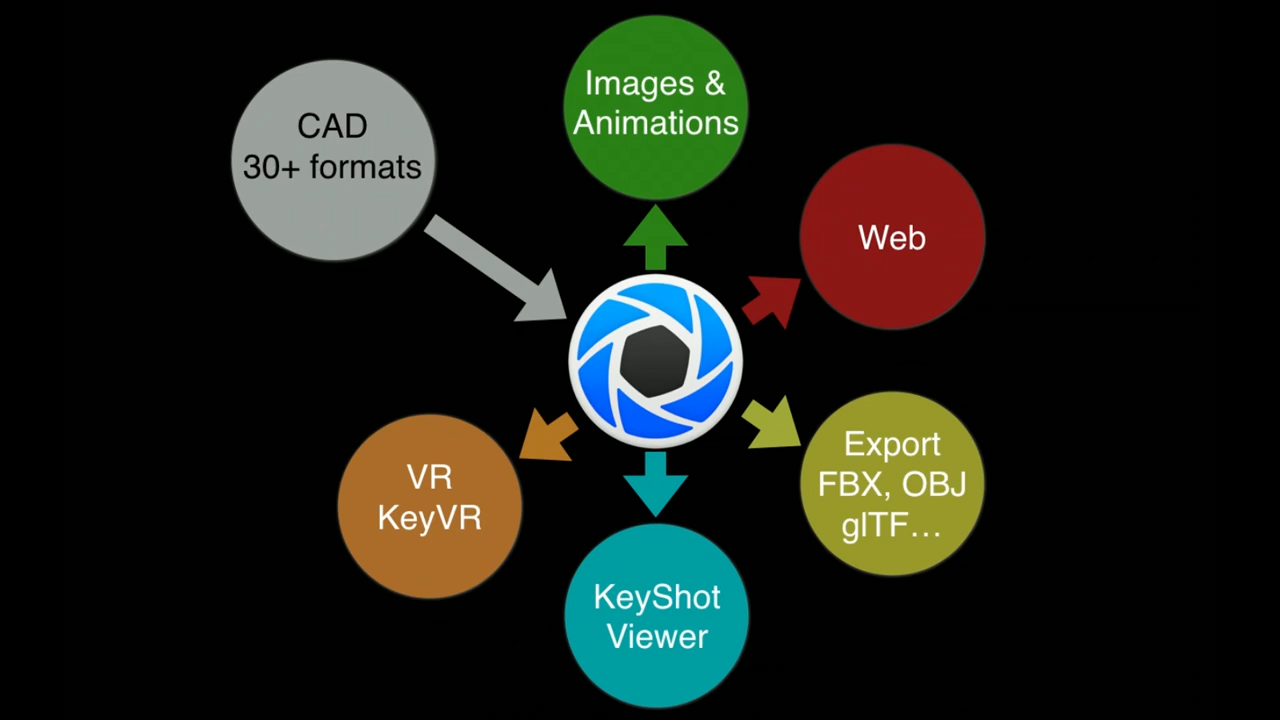 CAD
30+ formats
Images &
Animations
Web
Export
FBX, OBJ
glTF…
KeyShot
Viewer
VR
KeyVR